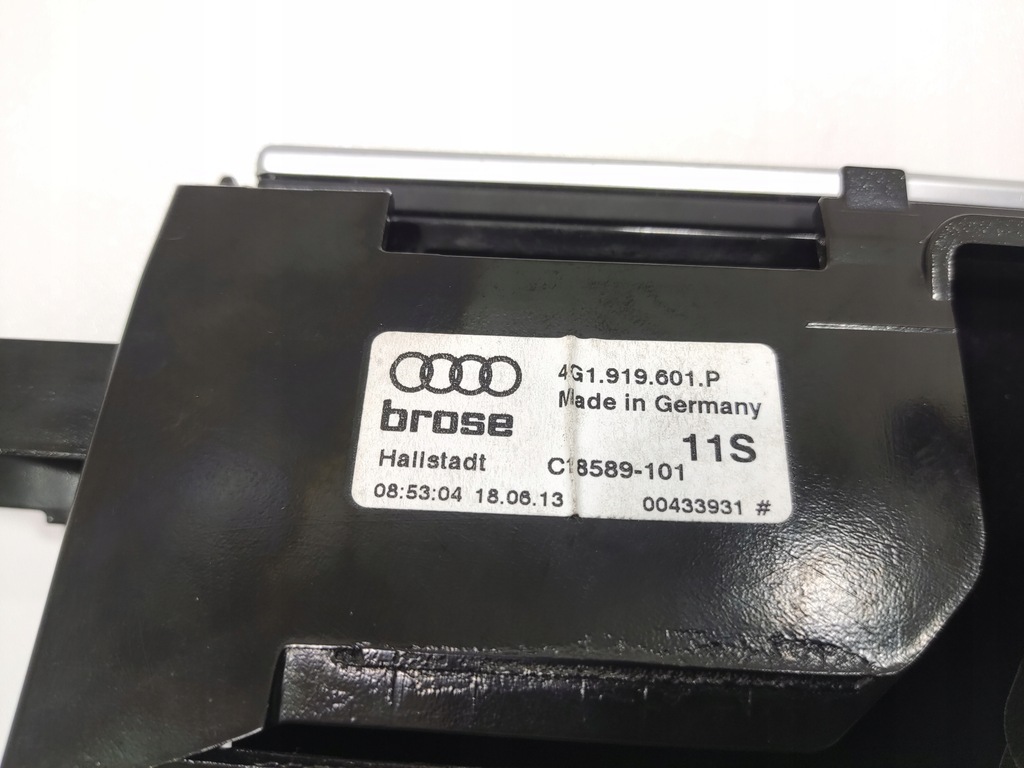 4G1.919.601.P
brose Made in Germany
11S
Hallstadt C18589-101
08:53:04 18.06.13 00433931 #